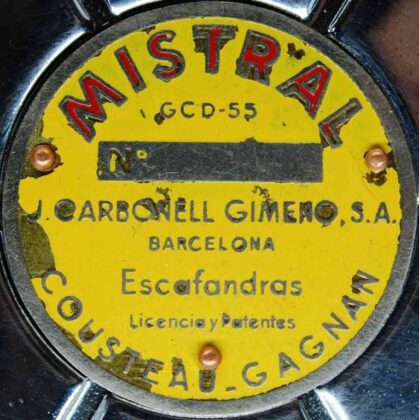 MISTRAL
GCD-55
Nº
J. CARBONELL GIMENO, S.A.
BARCELONA
Escafandras
Licencia y Patentes
COUSTEAU-GAGNAN